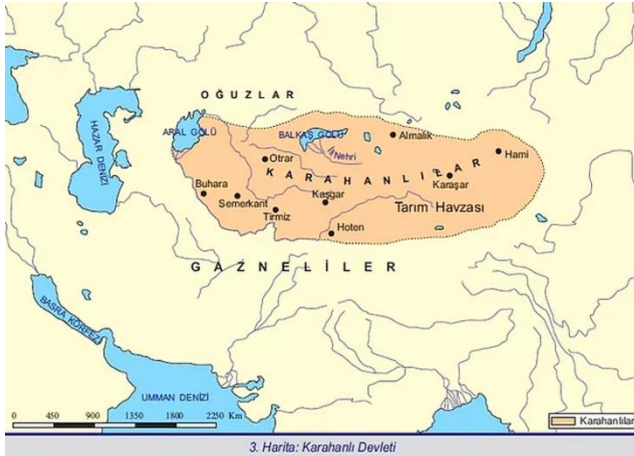 OĞUZLAR
HAZAR DENİZİ
ARAL GÖLÜ
BALKAŞ GÖLÜ
Almalık
İli Nehri
Otrar
Hami
KARAHANLILAR
Karaşar
Buhara
Semerkant
Kaşgar
Tirmiz
Tarım Havzası
Hoten
GAZNELİLER
BASRA KÖRFEZİ
UMMAN DENİZİ
0 450 900 1350 1800 2250 Km
Karahanlılar
3. Harita: Karahanlı Devleti